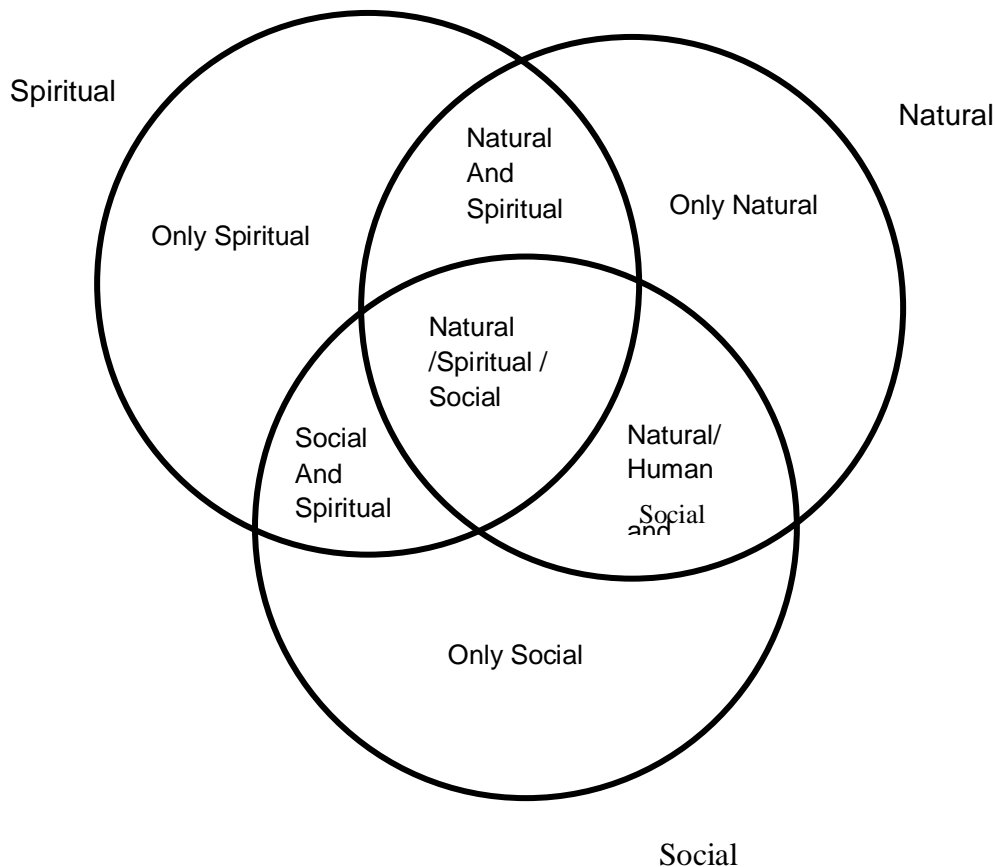 Spiritual
Natural
Natural
And
Spiritual
Only Natural
Only Spiritual
Natural
/Spiritual /
Social
Social
And
Spiritual
Natural/
Human
Social
and
Only Social
Social